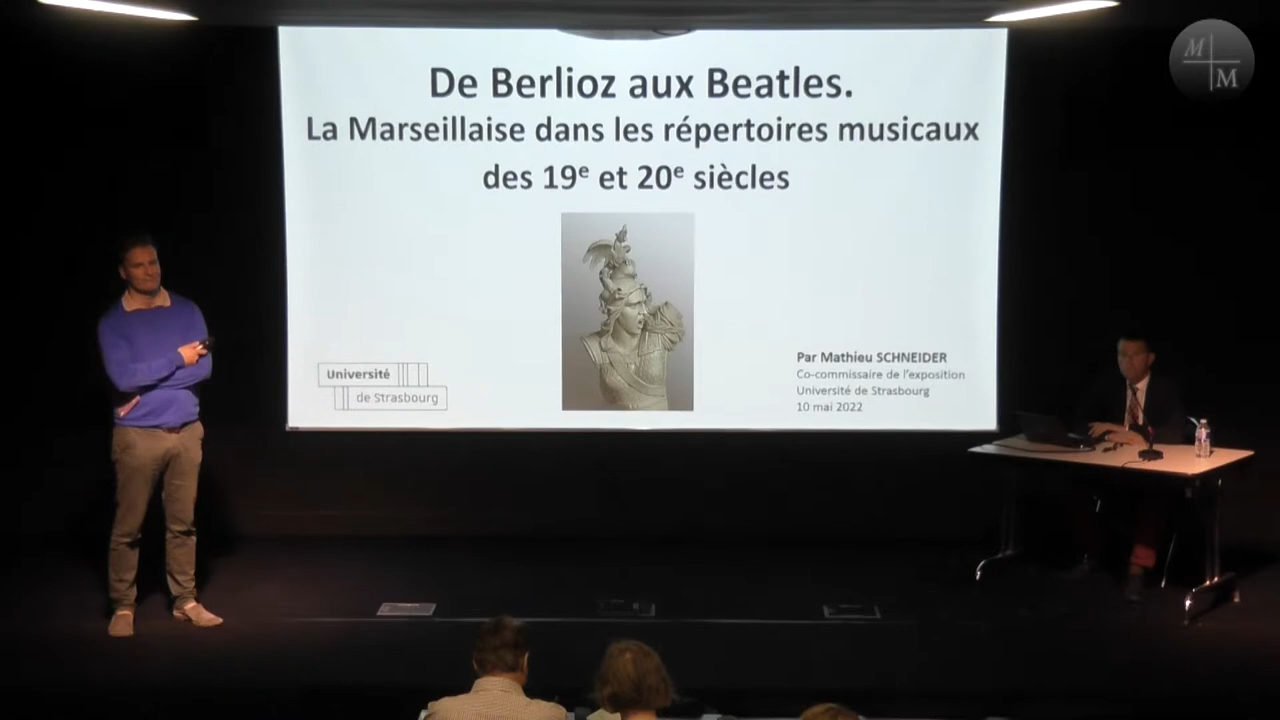 De Berlioz aux Beatles.
La Marseillaise dans les répertoires musicaux
des 19e et 20e siècles
Université
de Strasbourg
Par Mathieu SCHNEIDER
Co-commissaire de l'exposition
Université de Strasbourg
10 mai 2022
M
M